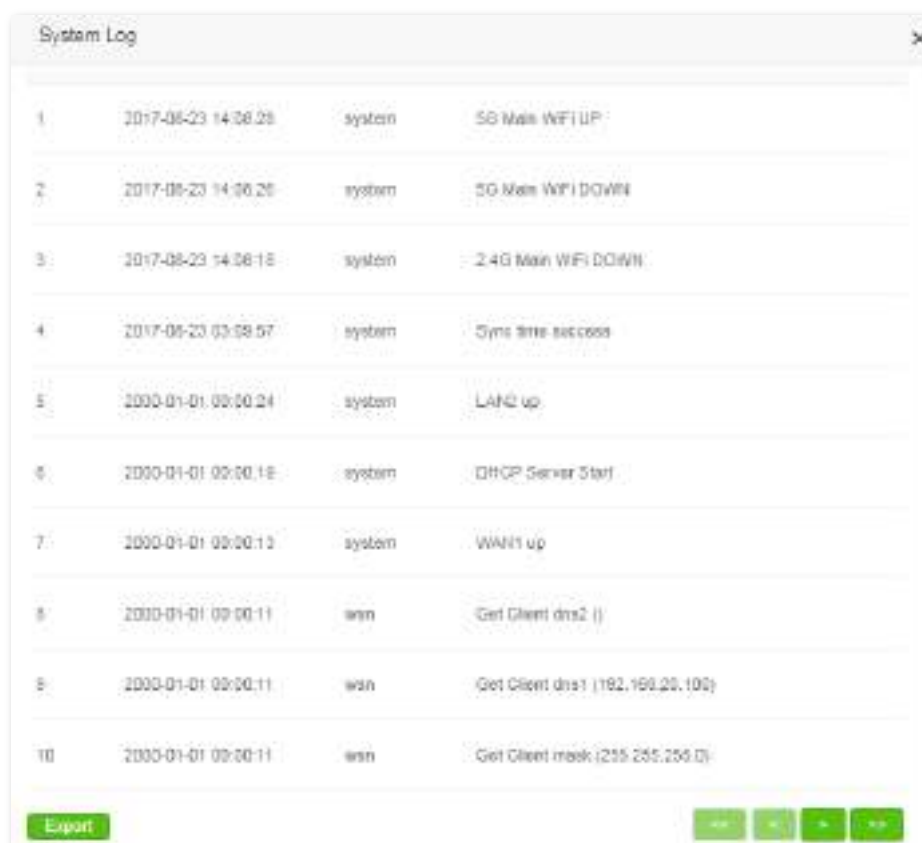 System Log ×
1 2017-08-23 14:08:28 system 5G Main WiFi UP
2 2017-08-23 14:08:26 system 5G Main WiFi DOWN
3 2017-08-23 14:08:18 system 2.4G Main WiFi DOWN
4 2017-08-23 03:09:57 system Sync time success
5 2000-01-01 00:00:24 system LAN2 up
6 2000-01-01 00:00:18 system DHCP Server Start
7 2000-01-01 00:00:13 system WAN1 up
8 2000-01-01 00:00:11 wan Get Client dns2 ()
9 2000-01-01 00:00:11 wan Get Client dns1 (192.168.20.100)
10 2000-01-01 00:00:11 wan Get Client mask (255.255.255.0)
Export << < > >>